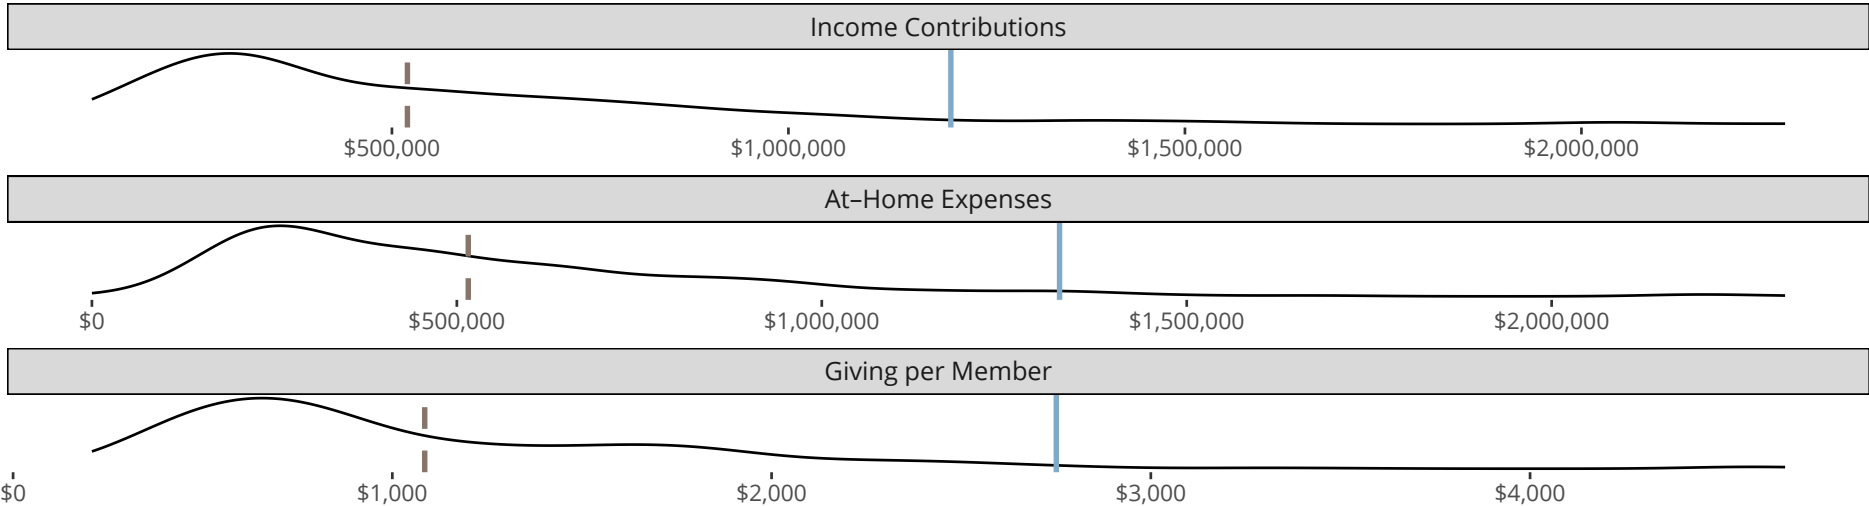 Income Contributions
$500,000 $1,000,000 $1,500,000 $2,000,000
At–Home Expenses
$0 $500,000 $1,000,000 $1,500,000 $2,000,000
Giving per Member
$0 $1,000 $2,000 $3,000 $4,000